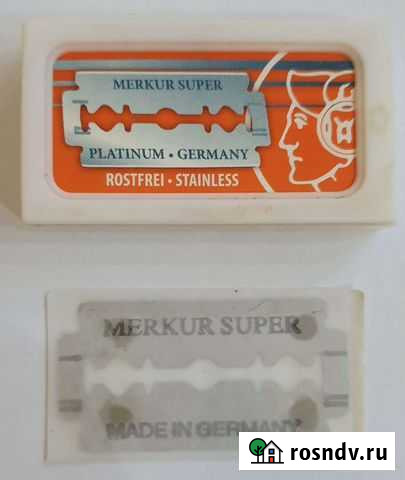 MERKUR SUPER
PLATINUM • GERMANY
ROSTFREI • STAINLESS
MERKUR SUPER
MADE IN GERMANY
rosndv.ru